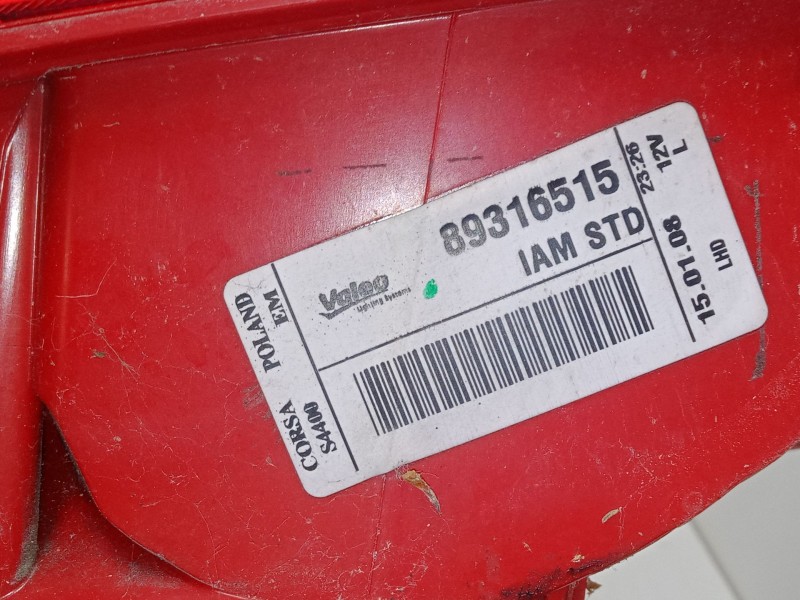 Valeo
Lighting Systems
89316515
IAM STD
CORSA POLAND
S4400 EM
23:26 12V
L
15.01.08 LHD